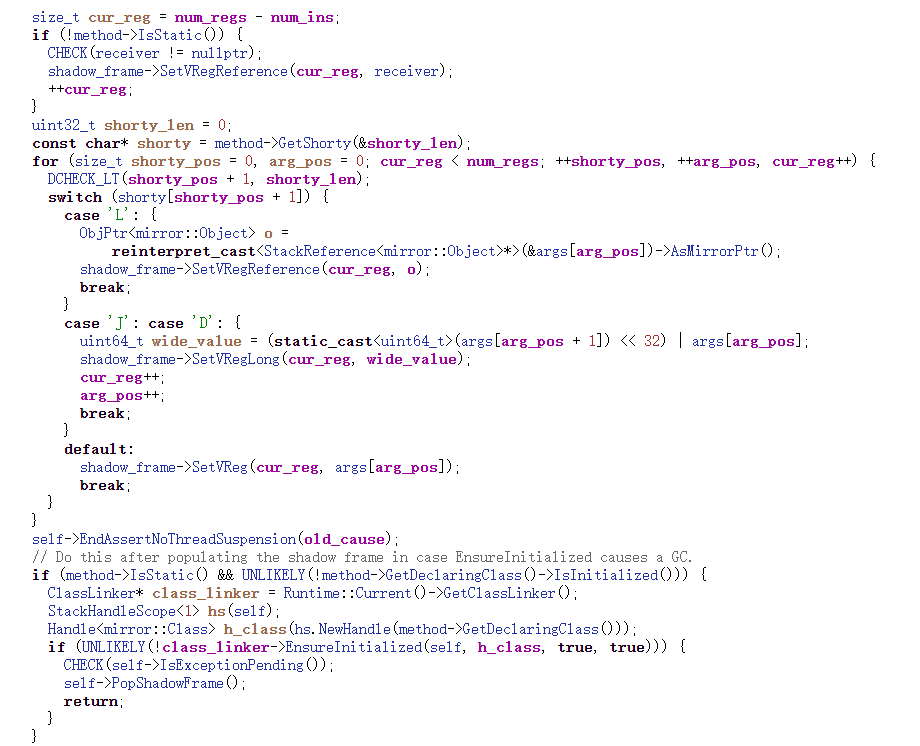 size_t cur_reg = num_regs - num_ins;
if (!method->IsStatic()) {
  CHECK(receiver != nullptr);
  shadow_frame->SetVRegReference(cur_reg, receiver);
  ++cur_reg;
}
uint32_t shorty_len = 0;
const char* shorty = method->GetShorty(&shorty_len);
for (size_t shorty_pos = 0, arg_pos = 0; cur_reg < num_regs; ++shorty_pos, ++arg_pos, cur_reg++) {
  DCHECK_LT(shorty_pos + 1, shorty_len);
  switch (shorty[shorty_pos + 1]) {
    case 'L': {
      ObjPtr<mirror::Object> o =
          reinterpret_cast<StackReference<mirror::Object>*>(&args[arg_pos])->AsMirrorPtr();
      shadow_frame->SetVRegReference(cur_reg, o);
      break;
    }
    case 'J': case 'D': {
      uint64_t wide_value = (static_cast<uint64_t>(args[arg_pos + 1]) << 32) | args[arg_pos];
      shadow_frame->SetVRegLong(cur_reg, wide_value);
      cur_reg++;
      arg_pos++;
      break;
    }
    default:
      shadow_frame->SetVReg(cur_reg, args[arg_pos]);
      break;
  }
}
self->EndAssertNoThreadSuspension(old_cause);
// Do this after populating the shadow frame in case EnsureInitialized causes a GC.
if (method->IsStatic() && UNLIKELY(!method->GetDeclaringClass()->IsInitialized())) {
  ClassLinker* class_linker = Runtime::Current()->GetClassLinker();
  StackHandleScope<1> hs(self);
  Handle<mirror::Class> h_class(hs.NewHandle(method->GetDeclaringClass()));
  if (UNLIKELY(!class_linker->EnsureInitialized(self, h_class, true, true))) {
    CHECK(self->IsExceptionPending());
    self->PopShadowFrame();
    return;
  }
}